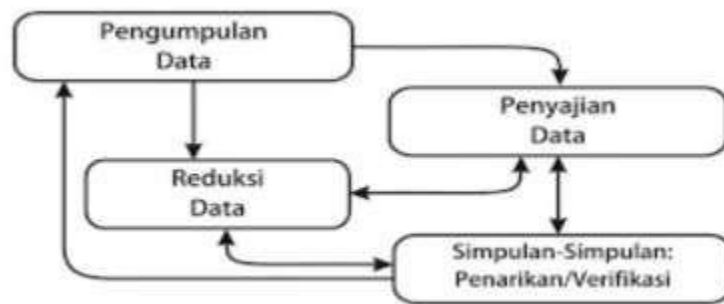 Pengumpulan
Data
Penyajian
Data
Reduksi
Data
Simpulan-Simpulan:
Penarikan/Verifikasi